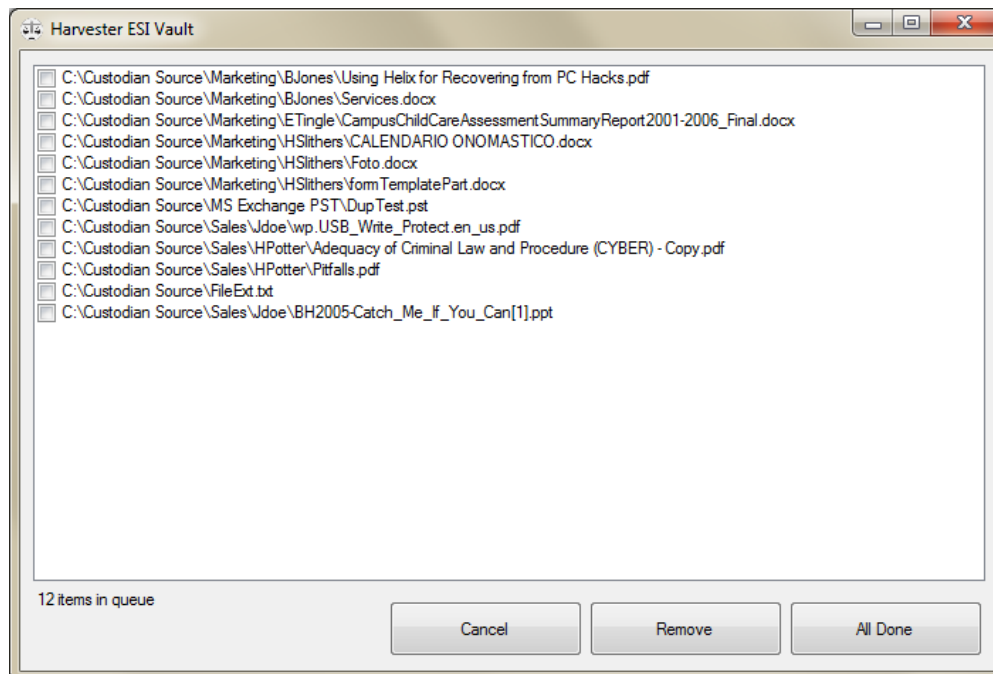 Harvester ESI Vault
C:\Custodian Source\Marketing\BJones\Using Helix for Recovering from PC Hacks.pdf
C:\Custodian Source\Marketing\BJones\Services.docx
C:\Custodian Source\Marketing\ETingle\CampusChildCareAssessmentSummaryReport2001-2006_Final.docx
C:\Custodian Source\Marketing\HSlithers\CALENDARIO ONOMASTICO.docx
C:\Custodian Source\Marketing\HSlithers\Foto.docx
C:\Custodian Source\Marketing\HSlithers\formTemplatePart.docx
C:\Custodian Source\MS Exchange PST\DupTest.pst
C:\Custodian Source\Sales\Jdoe\wp.USB_Write_Protect.en_us.pdf
C:\Custodian Source\Sales\HPotter\Adequacy of Criminal Law and Procedure (CYBER) - Copy.pdf
C:\Custodian Source\Sales\HPotter\Pitfalls.pdf
C:\Custodian Source\FileExt.txt
C:\Custodian Source\Sales\Jdoe\BH2005-Catch_Me_If_You_Can[1].ppt
12 items in queue
Cancel
Remove
All Done